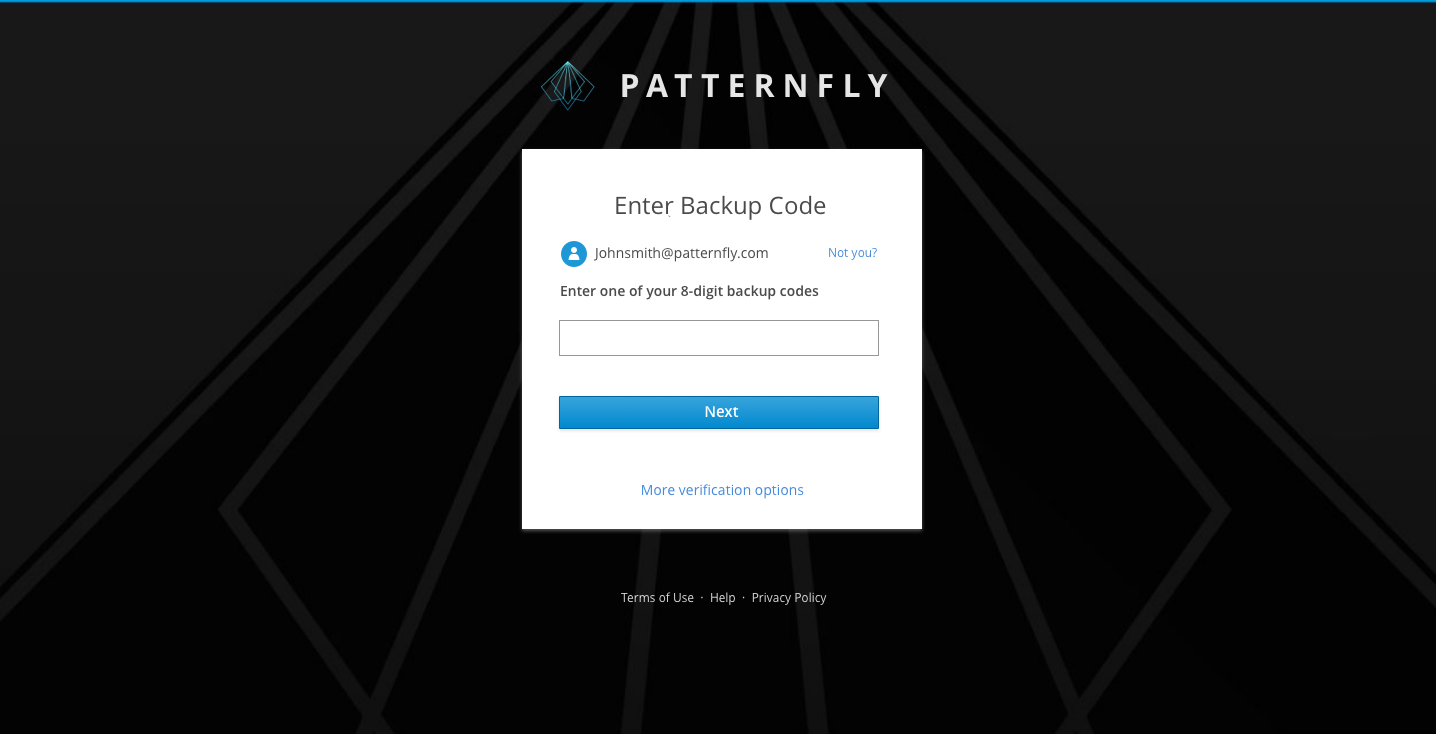 PATTERNFLY
Enter Backup Code
Johnsmith@patternfly.com Not you?
Enter one of your 8-digit backup codes
Next
More verification options
Terms of Use · Help · Privacy Policy